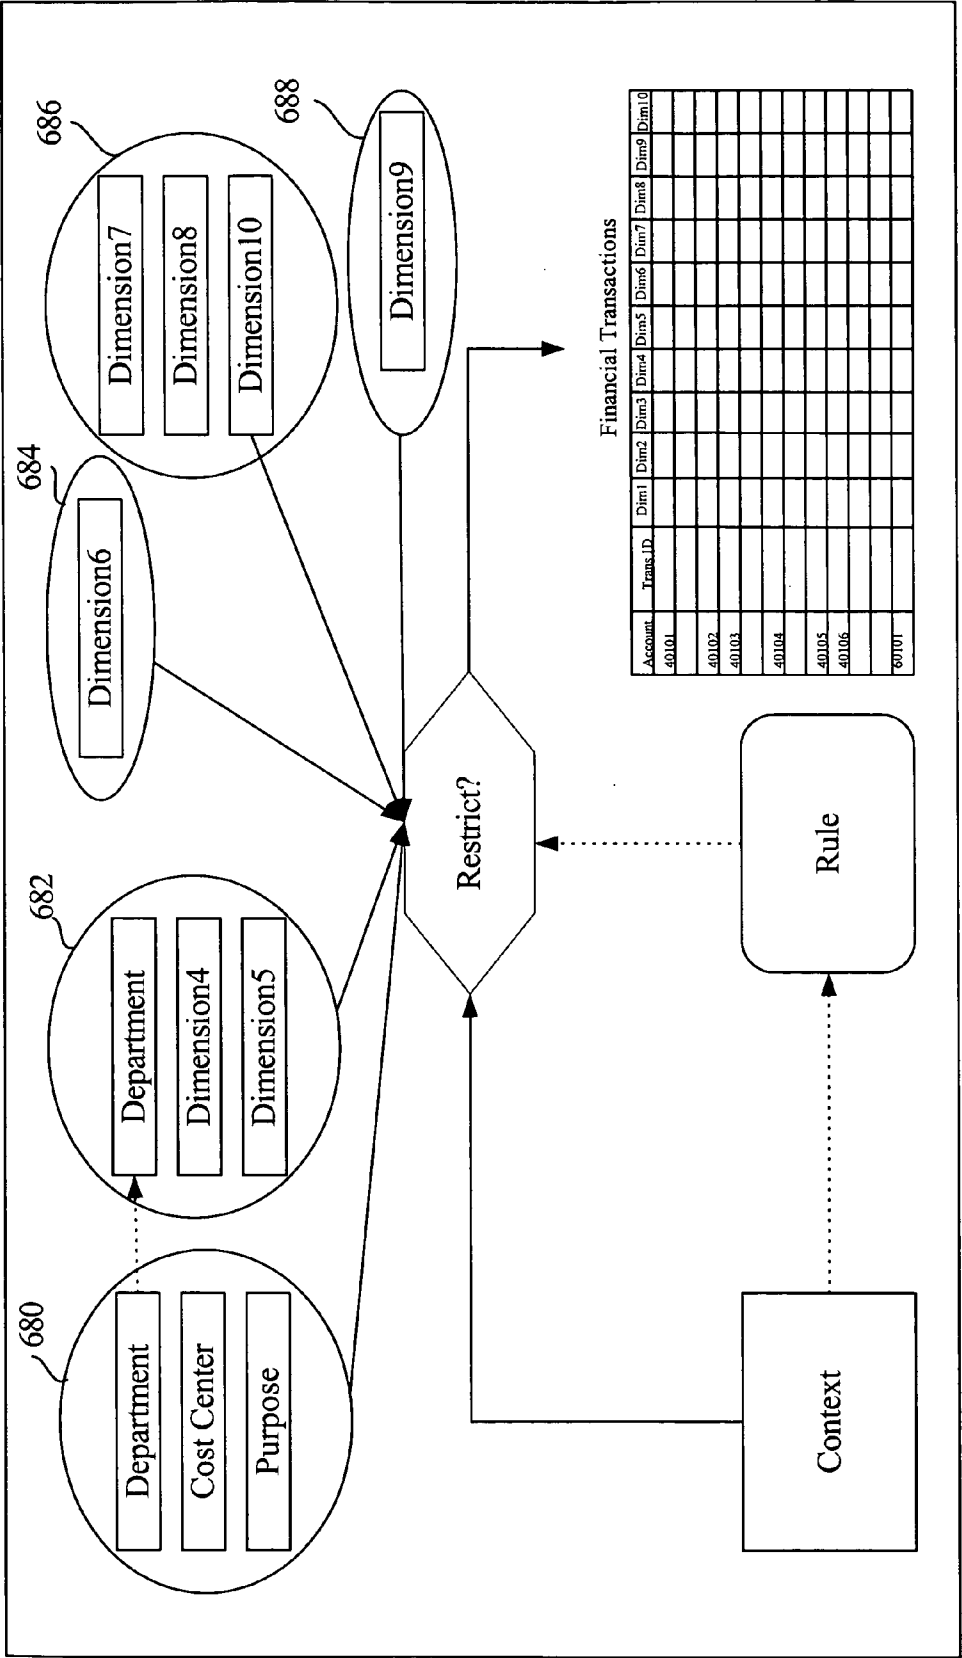 680
Department
Cost Center
Purpose
682
Department
Dimension4
Dimension5
684
Dimension6
686
Dimension7
Dimension8
Dimension10
688
Dimension9
Restrict?
Context
Rule
Financial Transactions
Account Trans ID Dim1 Dim2 Dim3 Dim4 Dim5 Dim6 Dim7 Dim8 Dim9 Dim10
40101
40102
40103
40104
40105
40106
60101